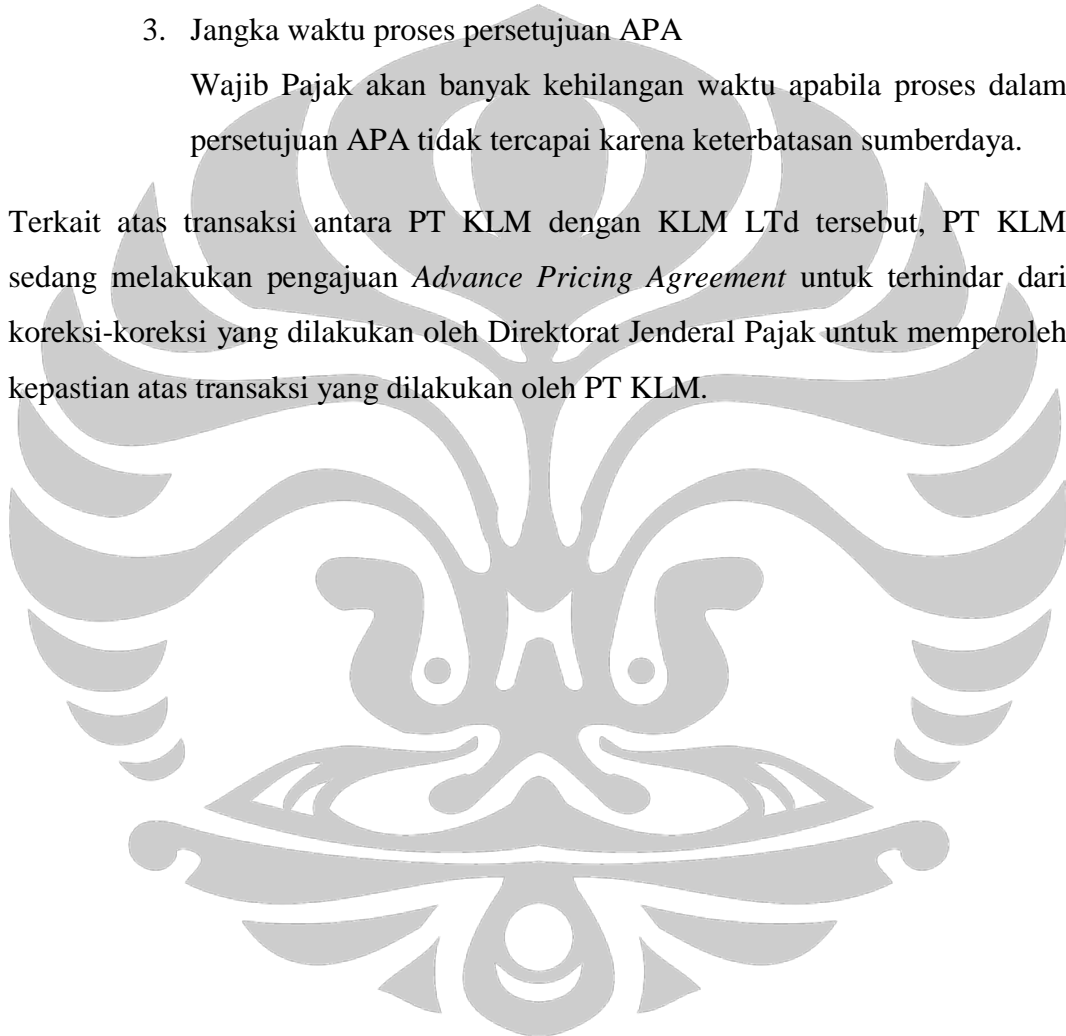 3. Jangka waktu proses persetujuan APA
Wajib Pajak akan banyak kehilangan waktu apabila proses dalam
persetujuan APA tidak tercapai karena keterbatasan sumberdaya.
Terkait atas transaksi antara PT KLM dengan KLM LTd tersebut, PT KLM
sedang melakukan pengajuan Advance Pricing Agreement untuk terhindar dari
koreksi-koreksi yang dilakukan oleh Direktorat Jenderal Pajak untuk memperoleh
kepastian atas transaksi yang dilakukan oleh PT KLM.